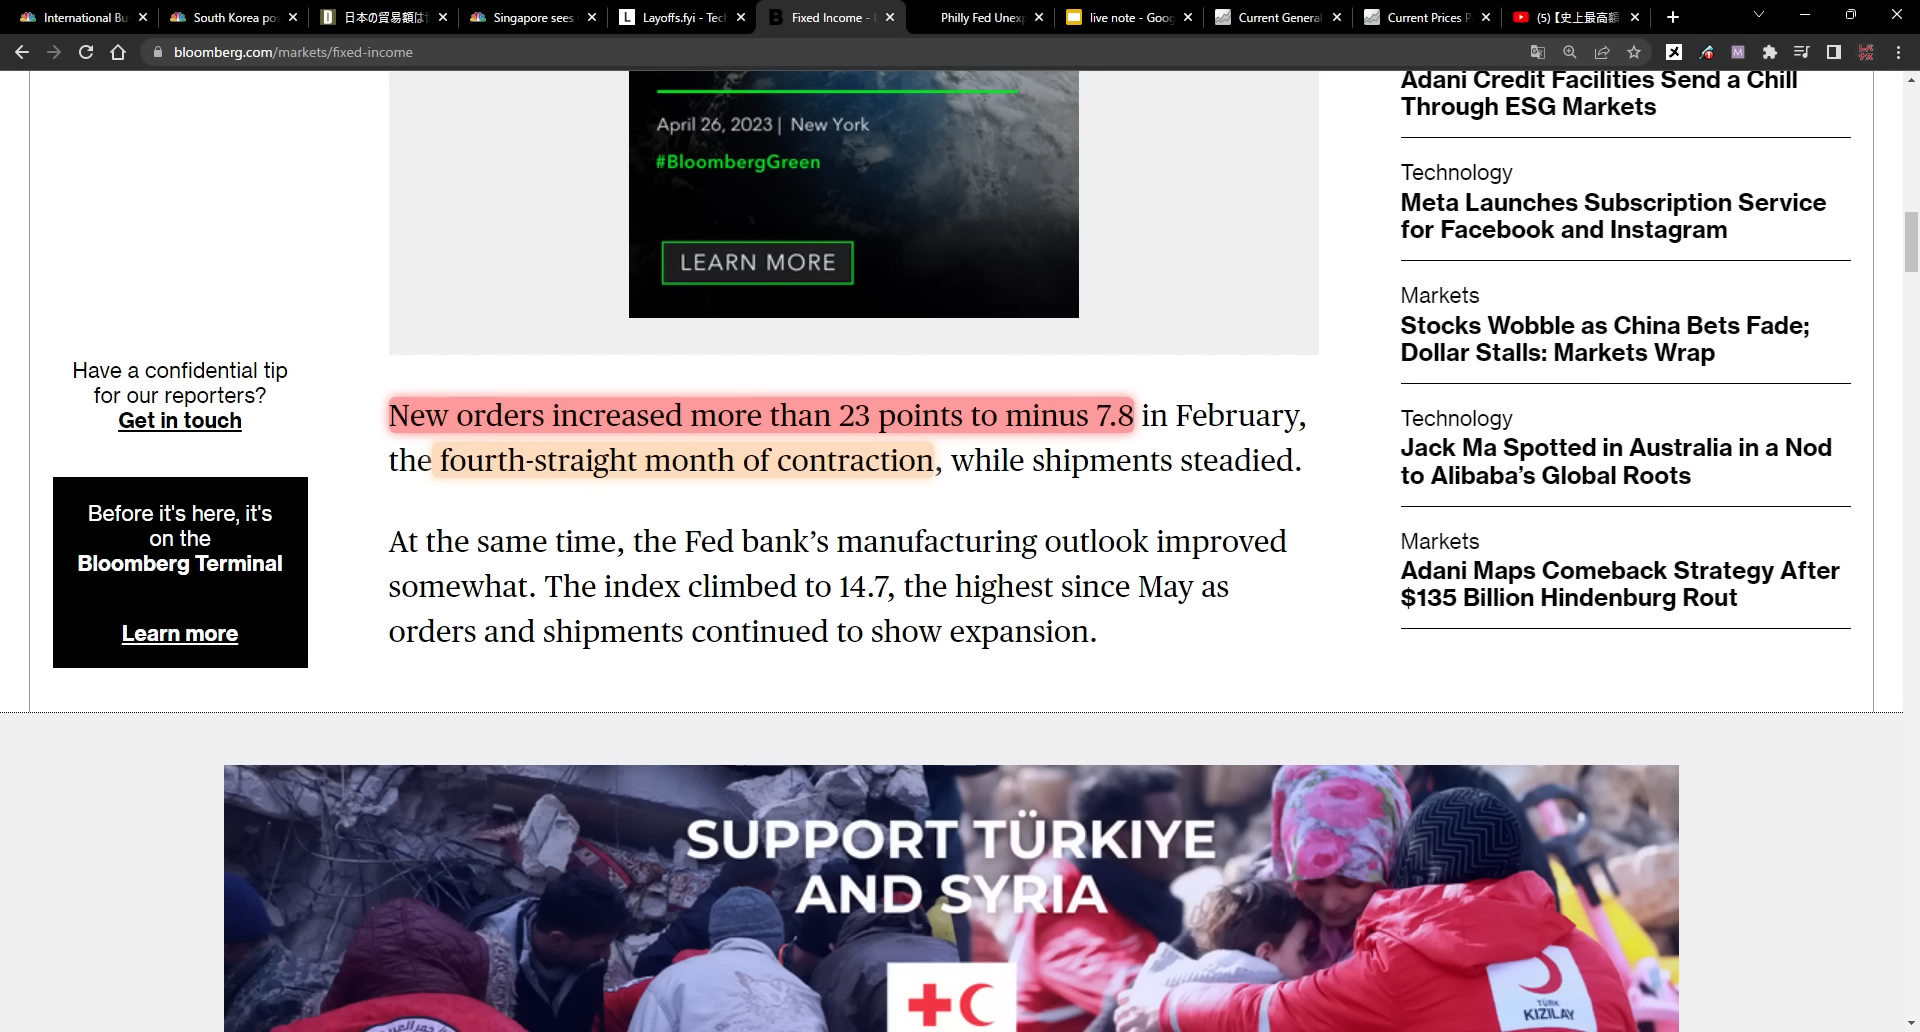 International Bu
South Korea po
日本の貿易額は
Singapore sees
Layoffs.fyi - Tec
Fixed Income -
Philly Fed Unex
live note - Goog
Current General
Current Prices P
(5)【史上最高額
bloomberg.com/markets/fixed-income
April 26, 2023 | New York
#BloombergGreen
LEARN MORE
Have a confidential tip
for our reporters?
Get in touch
Before it's here, it's
on the
Bloomberg Terminal
Learn more
New orders increased more than 23 points to minus 7.8 in February,
the fourth-straight month of contraction, while shipments steadied.
At the same time, the Fed bank’s manufacturing outlook improved
somewhat. The index climbed to 14.7, the highest since May as
orders and shipments continued to show expansion.
Adani Credit Facilities Send a Chill
Through ESG Markets
Technology
Meta Launches Subscription Service
for Facebook and Instagram
Markets
Stocks Wobble as China Bets Fade;
Dollar Stalls: Markets Wrap
Technology
Jack Ma Spotted in Australia in a Nod
to Alibaba’s Global Roots
Markets
Adani Maps Comeback Strategy After
$135 Billion Hindenburg Rout
SUPPORT TÜRKIYE
AND SYRIA
TÜRK
KIZILAY